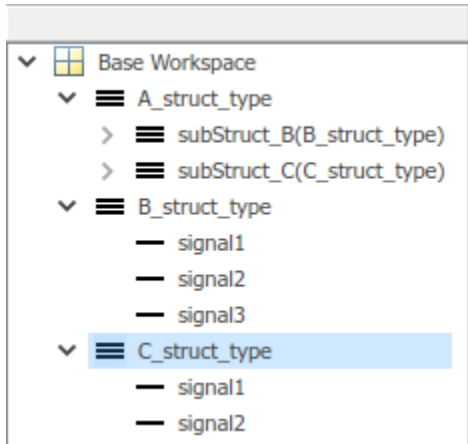 Base Workspace
A_struct_type
subStruct_B(B_struct_type)
subStruct_C(C_struct_type)
B_struct_type
signal1
signal2
signal3
C_struct_type
signal1
signal2